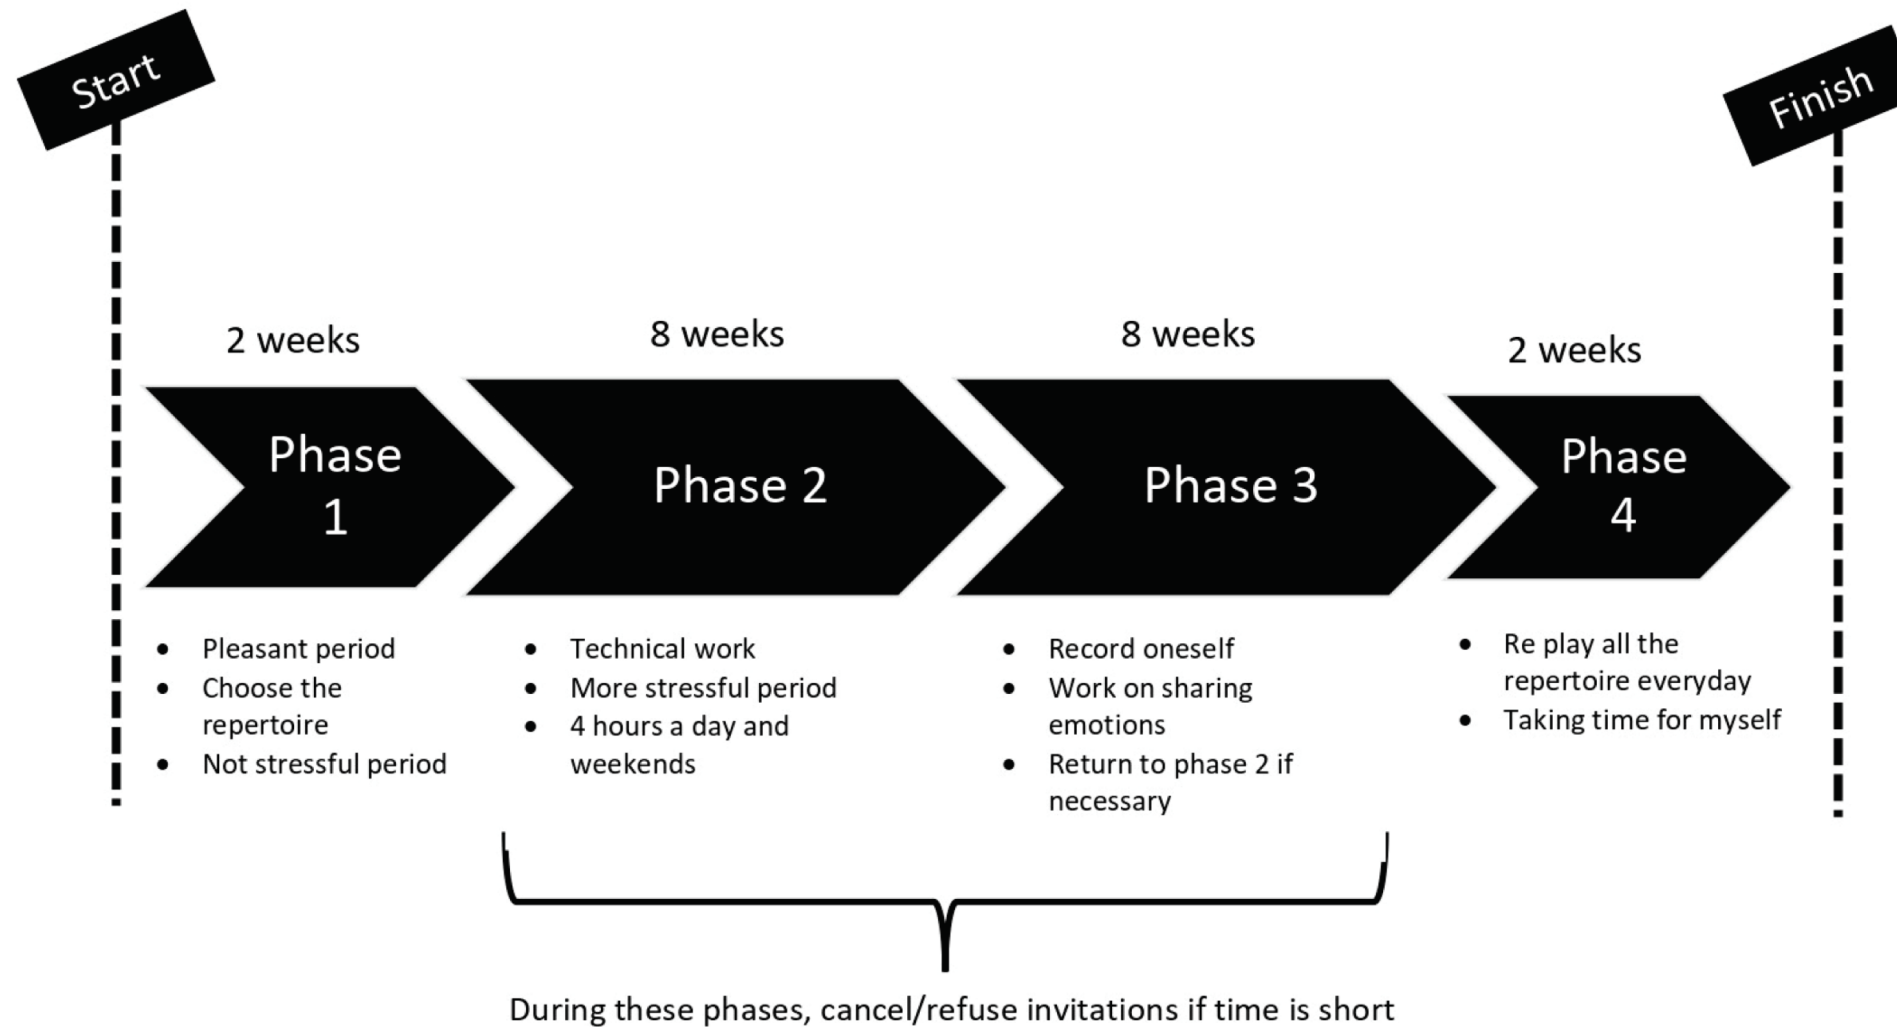 Start
Finish
2 weeks
8 weeks
8 weeks
2 weeks
Phase
1
Phase 2
Phase 3
Phase
4
• Pleasant period
• Choose the
repertoire
• Not stressful period
• Technical work
• More stressful period
• 4 hours a day and
weekends
• Record oneself
• Work on sharing
emotions
• Return to phase 2 if
necessary
• Re play all the
repertoire everyday
• Taking time for myself
During these phases, cancel/refuse invitations if time is short